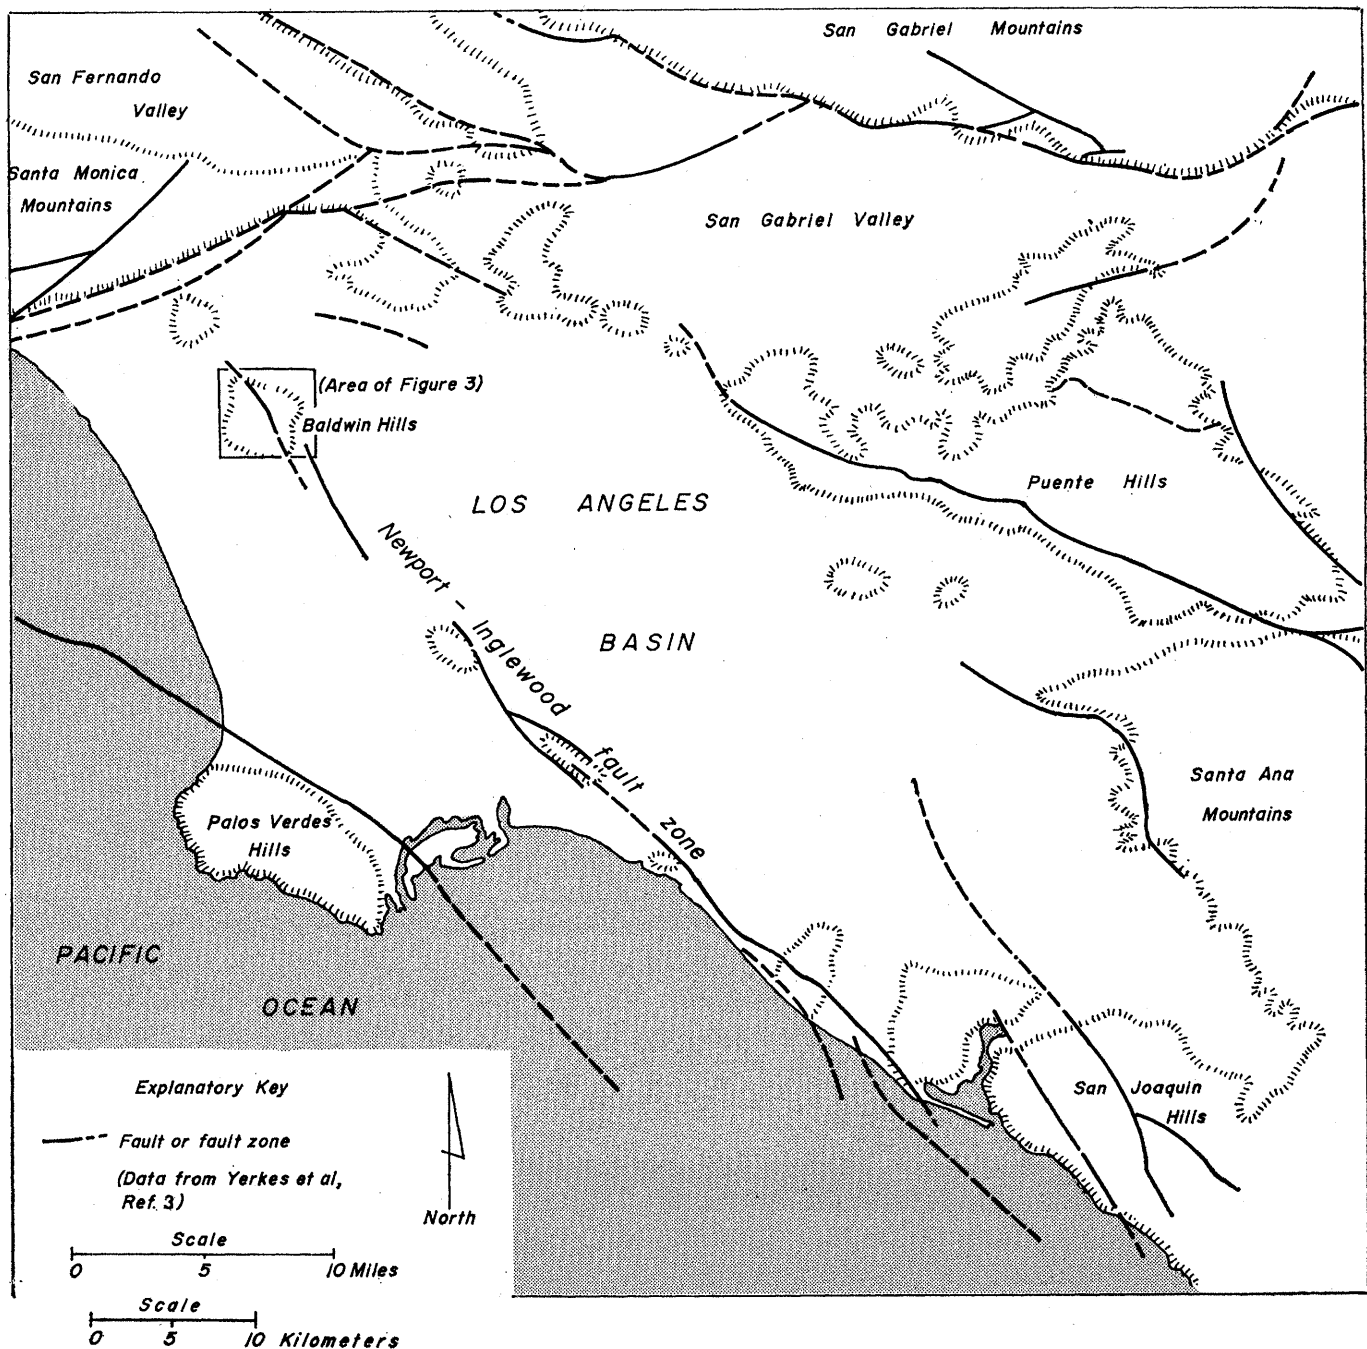 San Gabriel Mountains
San Fernando
Valley
Santa Monica
Mountains
San Gabriel Valley
(Area of Figure 3)
Baldwin Hills
LOS ANGELES
BASIN
Puente Hills
Newport - Inglewood fault zone
Santa Ana
Mountains
Palos Verdes
Hills
PACIFIC
OCEAN
San Joaquin
Hills
Explanatory Key
Fault or fault zone
(Data from Yerkes et al,
Ref. 3)
North
Scale
0 5 10 Miles
Scale
0 5 10 Kilometers